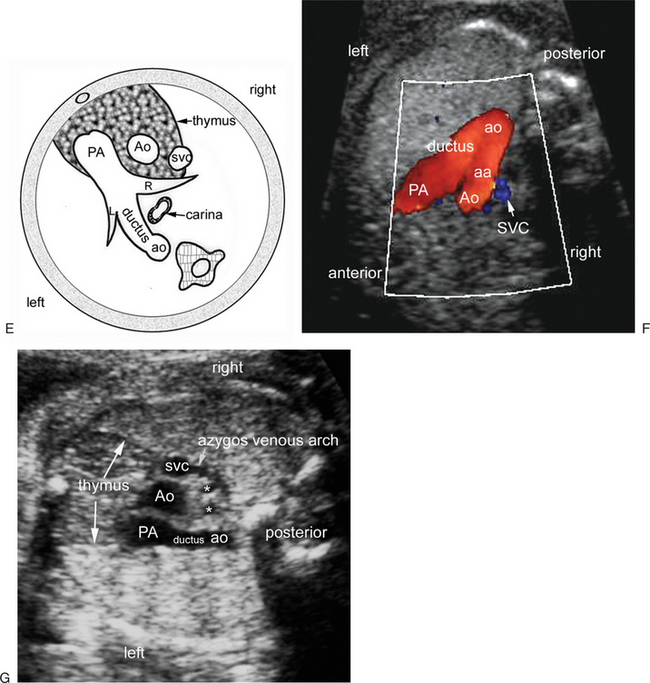 right
thymus
PA
Ao
svc
R
L
carina
ductus
ao
left
E
left
posterior
ao
ductus
PA
aa
Ao
SVC
right
anterior
F
right
azygos venous arch
svc
thymus
Ao
*
*
PA
ductus
ao
posterior
left
G